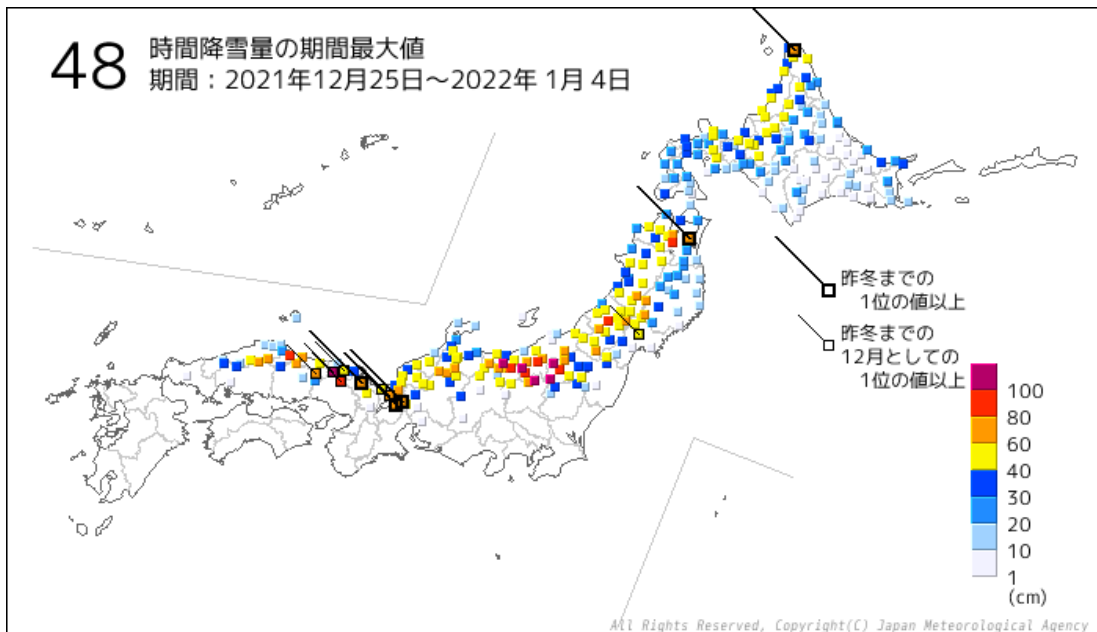 48 時間降雪量の期間最大値
期間：2021年12月25日～2022年 1月 4日
昨冬までの
1位の値以上
昨冬までの
12月としての
1位の値以上
100
80
60
40
30
20
10
1
(cm)
All Rights Reserved, Copyright(C) Japan Meteorological Agency